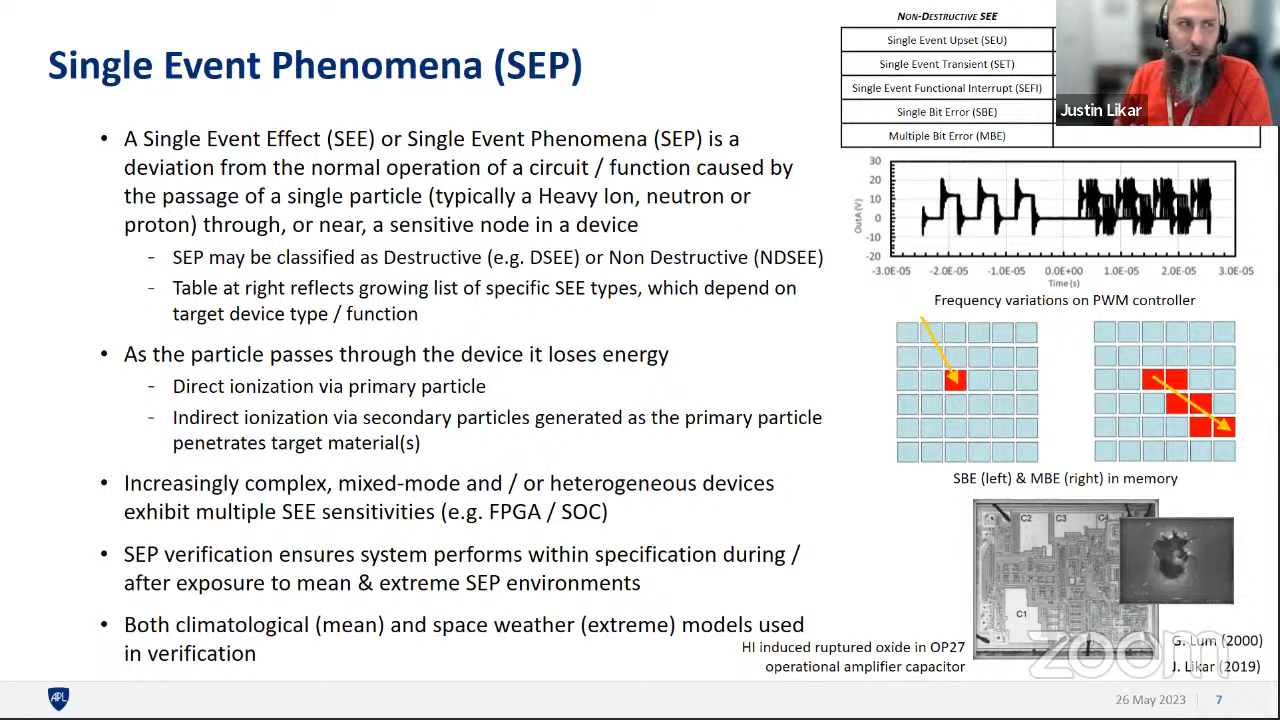 Single Event Phenomena (SEP)
• A Single Event Effect (SEE) or Single Event Phenomena (SEP) is a
deviation from the normal operation of a circuit / function caused by
the passage of a single particle (typically a Heavy Ion, neutron or
proton) through, or near, a sensitive node in a device
- SEP may be classified as Destructive (e.g. DSEE) or Non Destructive (NDSEE)
- Table at right reflects growing list of specific SEE types, which depend on
target device type / function
• As the particle passes through the device it loses energy
- Direct ionization via primary particle
- Indirect ionization via secondary particles generated as the primary particle
penetrates target material(s)
• Increasingly complex, mixed-mode and / or heterogeneous devices
exhibit multiple SEE sensitivities (e.g. FPGA / SOC)
• SEP verification ensures system performs within specification during /
after exposure to mean & extreme SEP environments
• Both climatological (mean) and space weather (extreme) models used
in verification
NON-DESTRUCTIVE SEE
Single Event Upset (SEU)
Single Event Transient (SET)
Single Event Functional Interrupt (SEFI)
Single Bit Error (SBE)
Multiple Bit Error (MBE)
Justin Likar
30
20
10
0
-10
-20
OutA (V)
-3.0E-05 -2.0E-05 -1.0E-05 0.0E+00 1.0E-05 2.0E-05 3.0E-05
Time (s)
Frequency variations on PWM controller
SBE (left) & MBE (right) in memory
C2 C3 C4
C1
HI induced ruptured oxide in OP27
operational amplifier capacitor
G. Lum (2000)
J. Likar (2019)
zoom
APL
26 May 2023 7